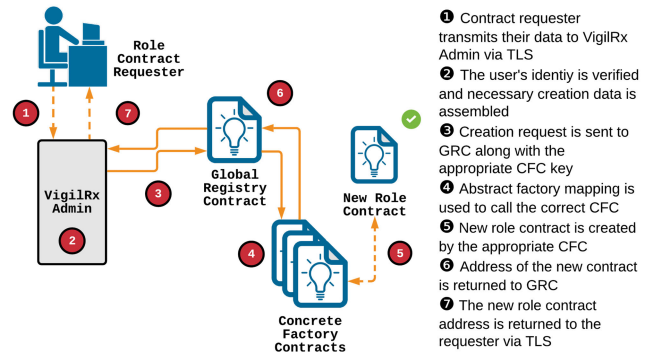 Role
Contract
Requester
1
7
6
Global
Registry
Contract
3
VigilRx
Admin
2
New Role
Contract
4
5
Concrete
Factory
Contracts
❶ Contract requester
transmits their data to VigilRx
Admin via TLS
❷ The user's identiy is verified
and necessary creation data is
assembled
❸ Creation request is sent to
GRC along with the
appropriate CFC key
❹ Abstract factory mapping is
used to call the correct CFC
❺ New role contract is created
by the appropriate CFC
❻ Address of the new contract
is returned to GRC
❼ The new role contract
address is returned to the
requester via TLS